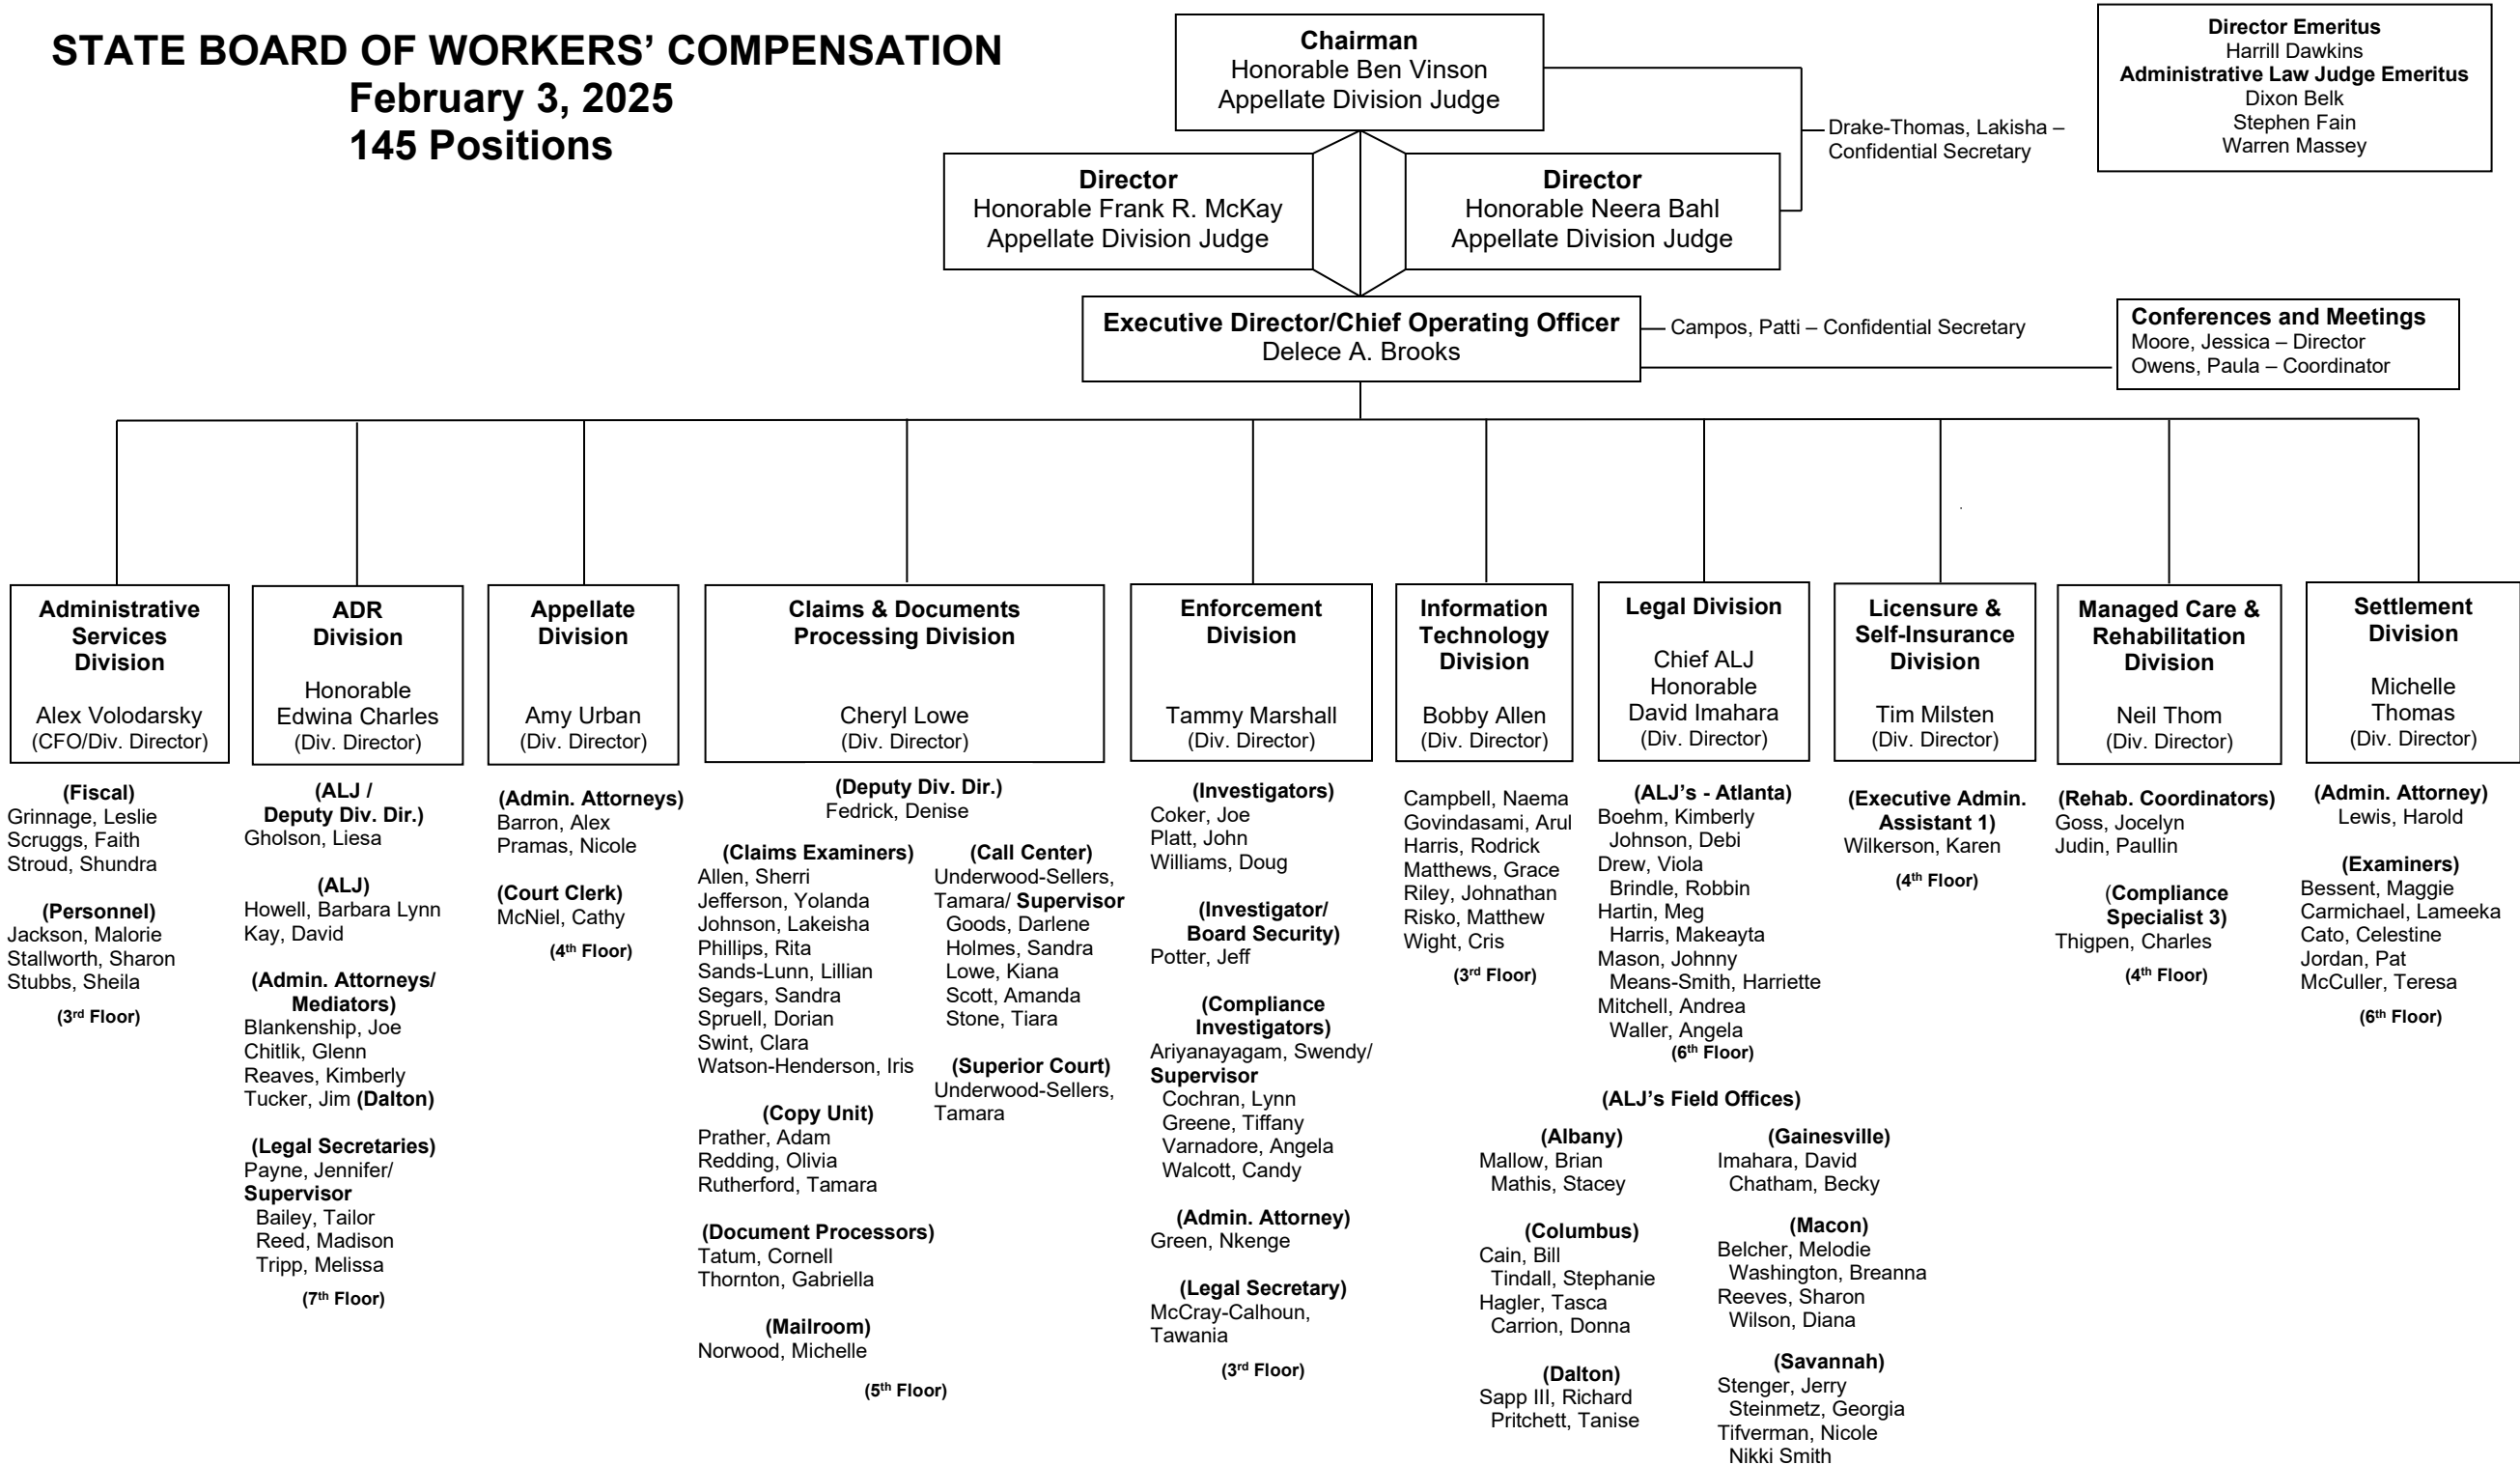 STATE BOARD OF WORKERS’ COMPENSATION
February 3, 2025
145 Positions
Chairman
Honorable Ben Vinson
Appellate Division Judge
Director Emeritus
Harrill Dawkins
Administrative Law Judge Emeritus
Dixon Belk
Stephen Fain
Warren Massey
Drake-Thomas, Lakisha –
Confidential Secretary
Director
Honorable Frank R. McKay
Appellate Division Judge
Director
Honorable Neera Bahl
Appellate Division Judge
Executive Director/Chief Operating Officer
Delece A. Brooks
Campos, Patti – Confidential Secretary
Conferences and Meetings
Moore, Jessica – Director
Owens, Paula – Coordinator
Administrative
Services
Division
Alex Volodarsky
(CFO/Div. Director)
(Fiscal)
Grinnage, Leslie
Scruggs, Faith
Stroud, Shundra
(Personnel)
Jackson, Malorie
Stallworth, Sharon
Stubbs, Sheila
(3rd Floor)
ADR
Division
Honorable
Edwina Charles
(Div. Director)
(ALJ /
Deputy Div. Dir.)
Gholson, Liesa
(ALJ)
Howell, Barbara Lynn
Kay, David
(Admin. Attorneys/
Mediators)
Blankenship, Joe
Chitlik, Glenn
Reaves, Kimberly
Tucker, Jim (Dalton)
(Legal Secretaries)
Payne, Jennifer/
Supervisor
Bailey, Tailor
Reed, Madison
Tripp, Melissa
(7th Floor)
Appellate
Division
Amy Urban
(Div. Director)
(Admin. Attorneys)
Barron, Alex
Pramas, Nicole
(Court Clerk)
McNiel, Cathy
(4th Floor)
Claims & Documents
Processing Division
Cheryl Lowe
(Div. Director)
(Deputy Div. Dir.)
Fedrick, Denise
(Claims Examiners)
Allen, Sherri
Jefferson, Yolanda
Johnson, Lakeisha
Phillips, Rita
Sands-Lunn, Lillian
Segars, Sandra
Spruell, Dorian
Swint, Clara
Watson-Henderson, Iris
(Copy Unit)
Prather, Adam
Redding, Olivia
Rutherford, Tamara
(Document Processors)
Tatum, Cornell
Thornton, Gabriella
(Mailroom)
Norwood, Michelle
(Call Center)
Underwood-Sellers,
Tamara/ Supervisor
Goods, Darlene
Holmes, Sandra
Lowe, Kiana
Scott, Amanda
Stone, Tiara
(Superior Court)
Underwood-Sellers,
Tamara
(5th Floor)
Enforcement
Division
Tammy Marshall
(Div. Director)
(Investigators)
Coker, Joe
Platt, John
Williams, Doug
(Investigator/
Board Security)
Potter, Jeff
(Compliance
Investigators)
Ariyanayagam, Swendy/
Supervisor
Cochran, Lynn
Greene, Tiffany
Varnadore, Angela
Walcott, Candy
(Admin. Attorney)
Green, Nkenge
(Legal Secretary)
McCray-Calhoun,
Tawania
(3rd Floor)
Information
Technology
Division
Bobby Allen
(Div. Director)
Campbell, Naema
Govindasami, Arul
Harris, Rodrick
Matthews, Grace
Riley, Johnathan
Risko, Matthew
Wight, Cris
(3rd Floor)
Legal Division
Chief ALJ
Honorable
David Imahara
(Div. Director)
(ALJ’s - Atlanta)
Boehm, Kimberly
Johnson, Debi
Drew, Viola
Brindle, Robbin
Hartin, Meg
Harris, Makeayta
Mason, Johnny
Means-Smith, Harriette
Mitchell, Andrea
Waller, Angela
(6th Floor)
(ALJ’s Field Offices)
(Albany)
Mallow, Brian
Mathis, Stacey
(Columbus)
Cain, Bill
Tindall, Stephanie
Hagler, Tasca
Carrion, Donna
(Dalton)
Sapp III, Richard
Pritchett, Tanise
(Gainesville)
Imahara, David
Chatham, Becky
(Macon)
Belcher, Melodie
Washington, Breanna
Reeves, Sharon
Wilson, Diana
(Savannah)
Stenger, Jerry
Steinmetz, Georgia
Tifverman, Nicole
Nikki Smith
Licensure &
Self-Insurance
Division
Tim Milsten
(Div. Director)
(Executive Admin.
Assistant 1)
Wilkerson, Karen
(4th Floor)
Managed Care &
Rehabilitation
Division
Neil Thom
(Div. Director)
(Rehab. Coordinators)
Goss, Jocelyn
Judin, Paullin
(Compliance
Specialist 3)
Thigpen, Charles
(4th Floor)
Settlement
Division
Michelle
Thomas
(Div. Director)
(Admin. Attorney)
Lewis, Harold
(Examiners)
Bessent, Maggie
Carmichael, Lameeka
Cato, Celestine
Jordan, Pat
McCuller, Teresa
(6th Floor)